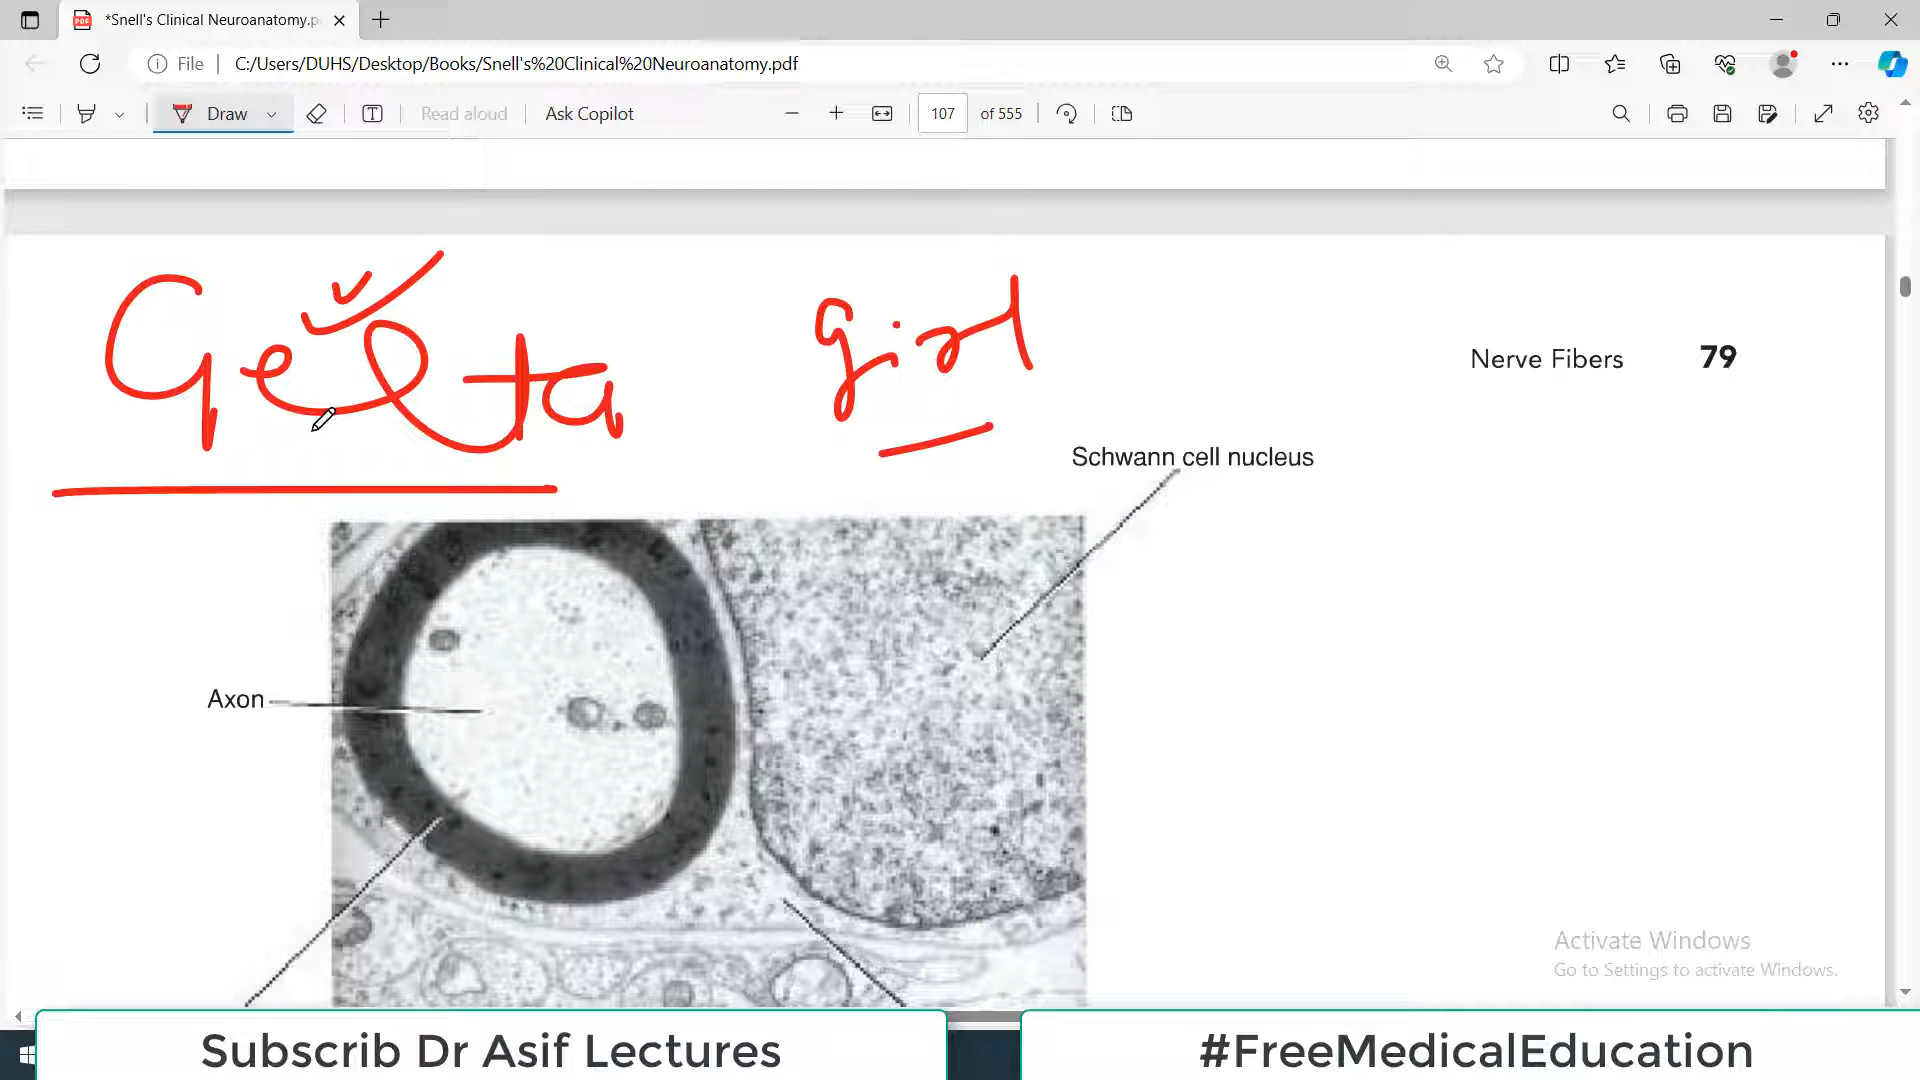 *Snell's Clinical Neuroanatomy.p
File
C:/Users/DUHS/Desktop/Books/Snell's%20Clinical%20Neuroanatomy.pdf
Draw
Read aloud
Ask Copilot
107
of 555
girl
Nerve Fibers 79
Schwann cell nucleus
Axon
Activate Windows
Go to Settings to activate Windows.
Subscrib Dr Asif Lectures
#FreeMedicalEducation